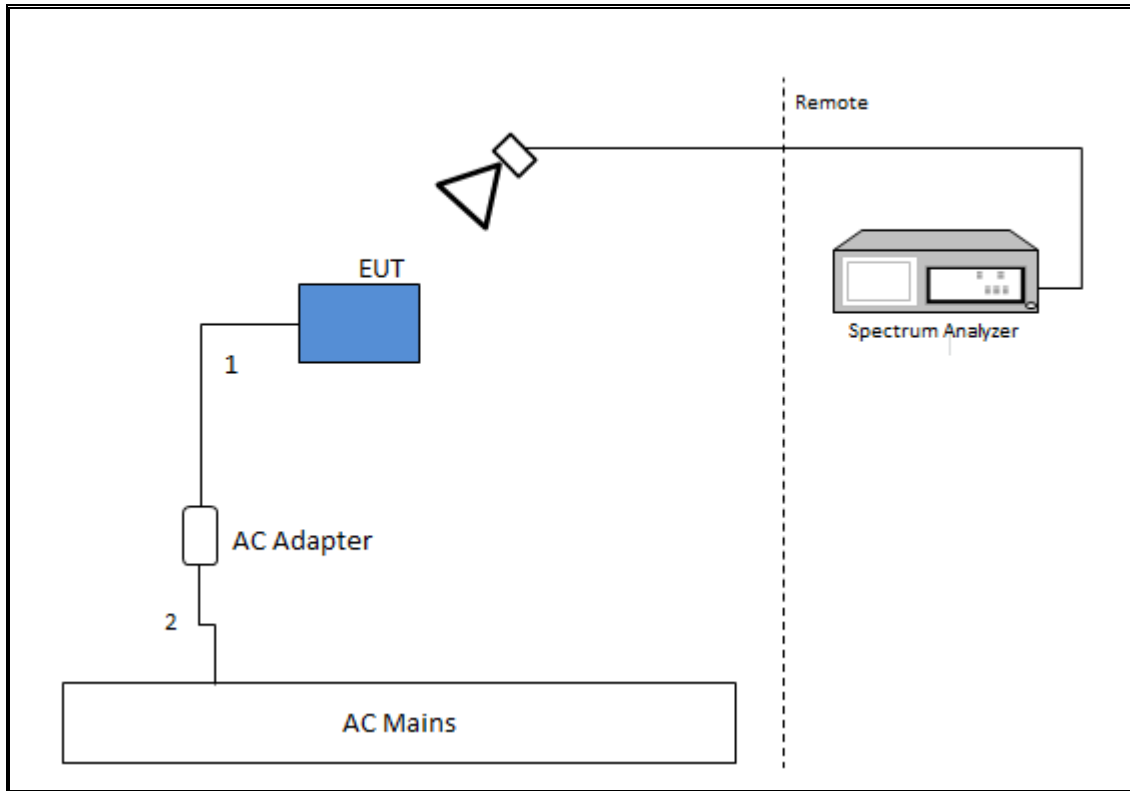 Remote
EUT
Spectrum Analyzer
1
AC Adapter
2
AC Mains